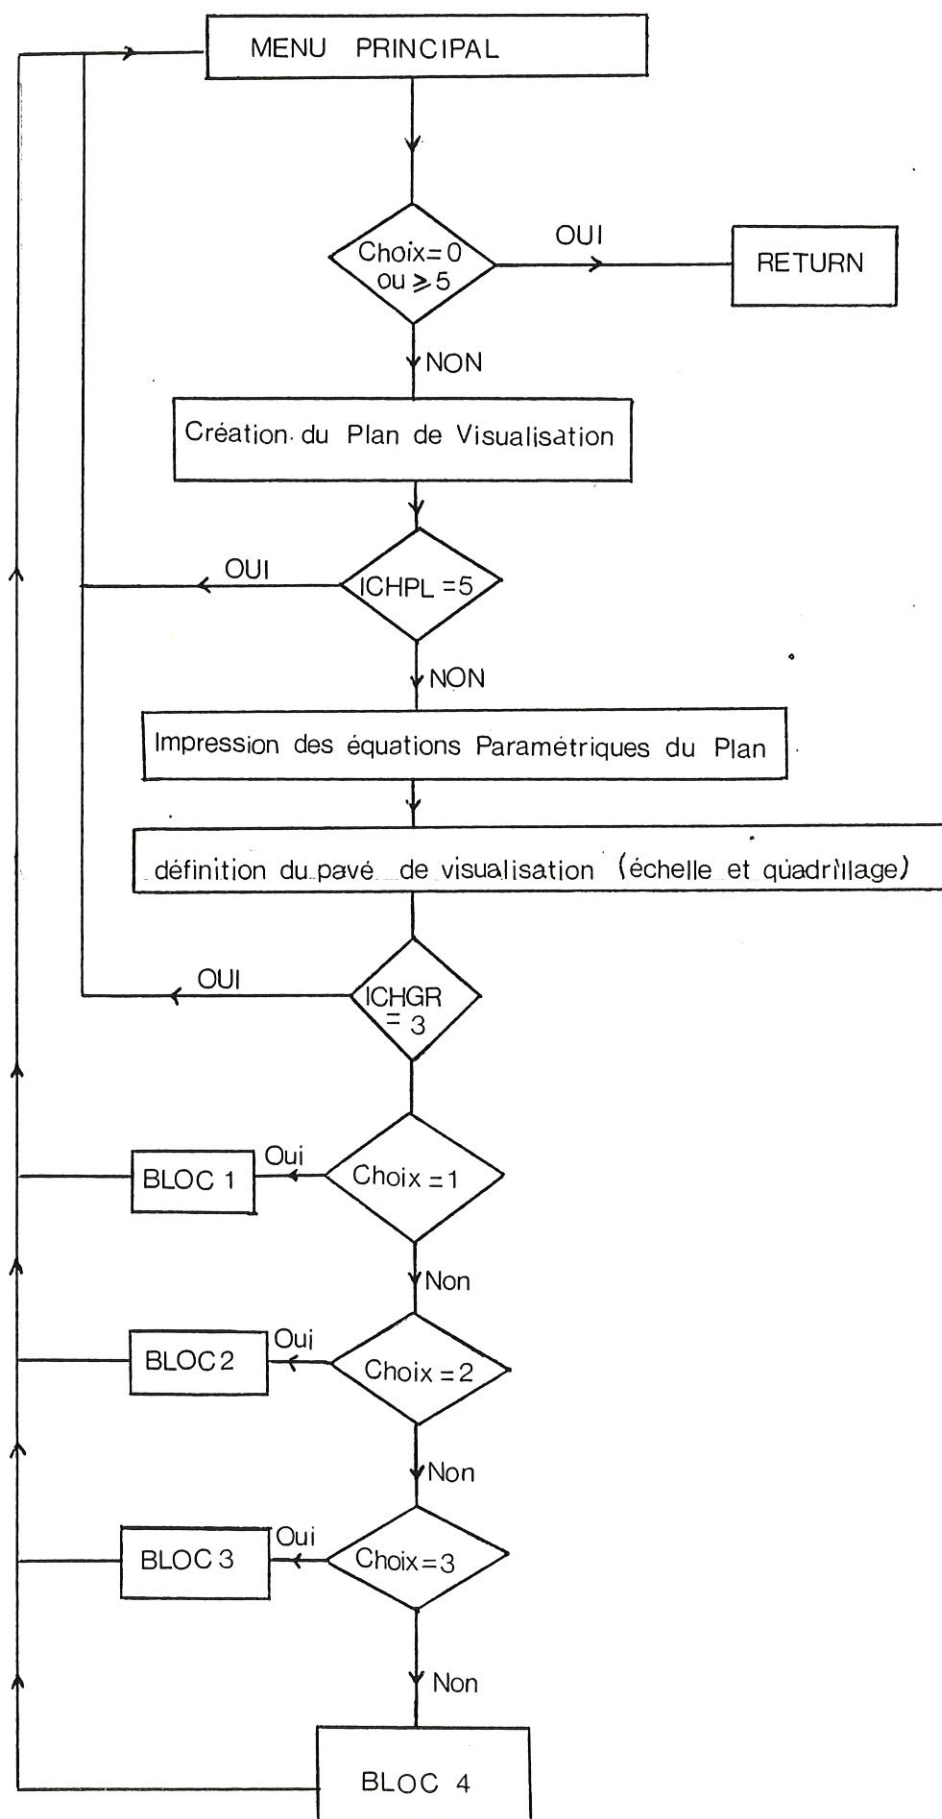 MENU PRINCIPAL
Choix=0
ou ⩾5
OUI
RETURN
NON
Création du Plan de Visualisation
OUI
ICHPL =5
NON
Impression des équations Paramétriques du Plan
définition du pavé de visualisation (échelle et quadrillage)
OUI
ICHGR
= 3
BLOC 1
Oui
Choix =1
Non
BLOC2
Oui
Choix =2
Non
BLOC 3
Oui
Choix=3
Non
BLOC 4